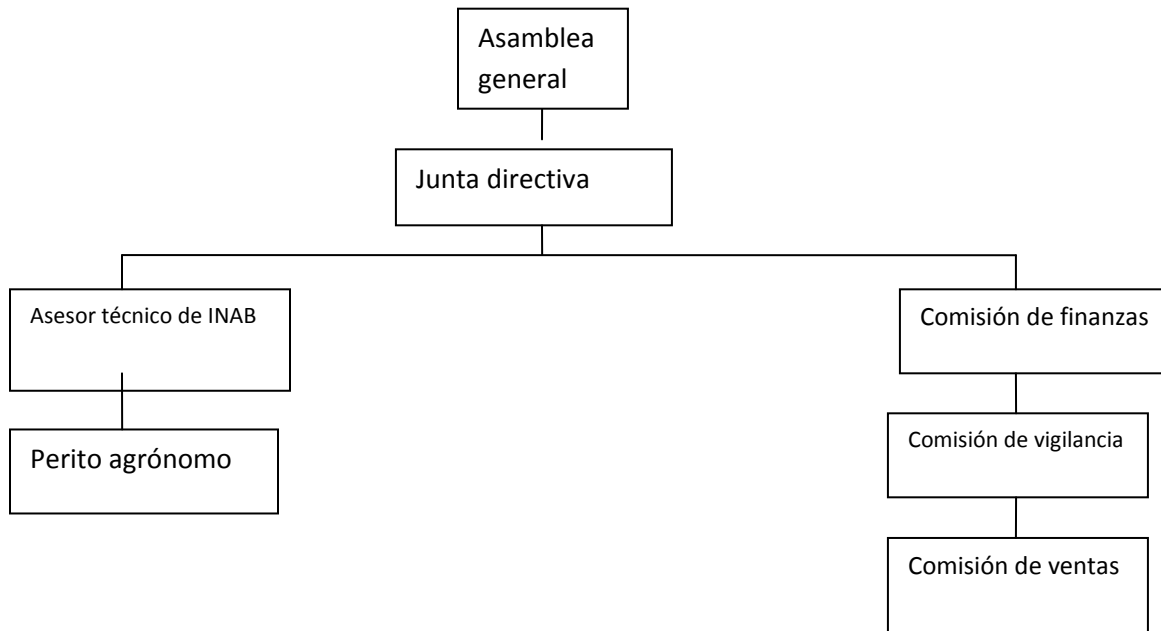 Asamblea
general
Junta directiva
Asesor técnico de INAB
Comisión de finanzas
Perito agrónomo
Comisión de vigilancia
Comisión de ventas